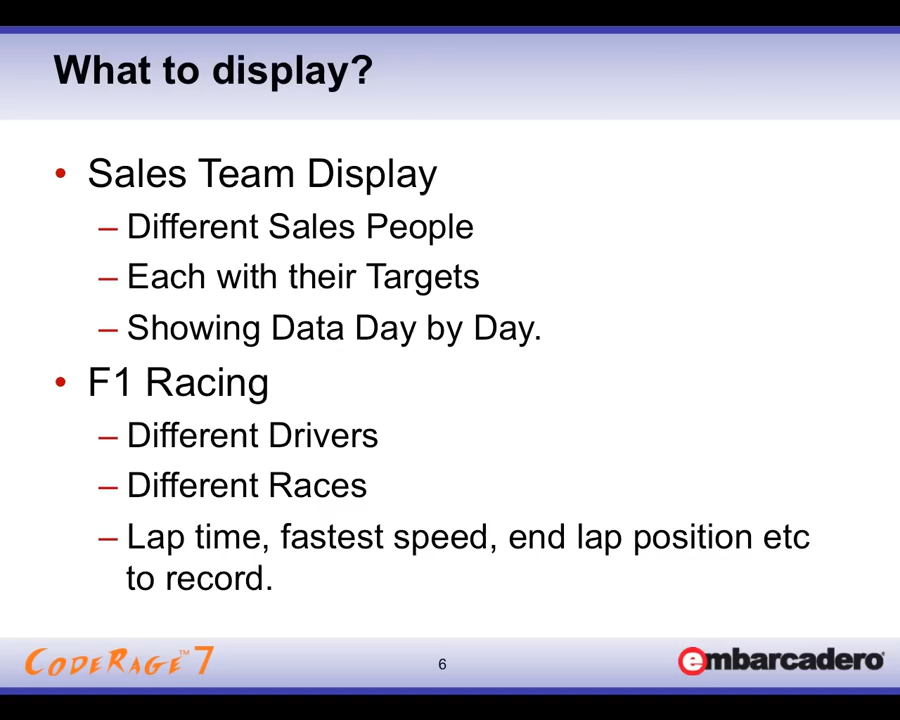 What to display?
• Sales Team Display
– Different Sales People
– Each with their Targets
– Showing Data Day by Day.
• F1 Racing
– Different Drivers
– Different Races
– Lap time, fastest speed, end lap position etc
to record.
CODERAGE™ 7
6
embarcadero®